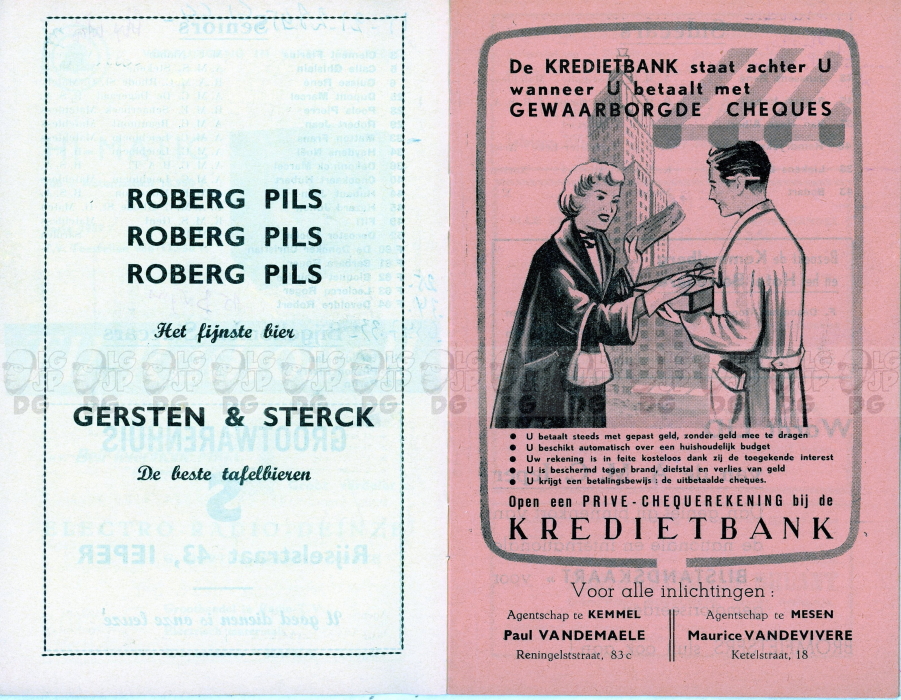 ROBERG PILS
ROBERG PILS
ROBERG PILS
Het fijnste bier
GERSTEN & STERCK
De beste tafelbieren
De KREDIETBANK staat achter U
wanneer U betaalt met
GEWAARBORGDE CHEQUES
• U betaalt steeds met gepast geld, zonder geld mee te dragen
• U beschikt automatisch over een huishoudelijk budget
• Uw rekening is in feite kosteloos dank zij de toegekende interest
• U is beschermd tegen brand, diefstal en verlies van geld
• U krijgt een betalingsbewijs : de uitbetaalde cheques.
Open een PRIVE-CHEQUEREKENING bij de
KREDIETBANK
Voor alle inlichtingen :
Agentschap te KEMMEL
Paul VANDEMAELE
Reningelststraat, 83c
Agentschap te MESEN
Maurice VANDEVIVERE
Ketelstraat, 18